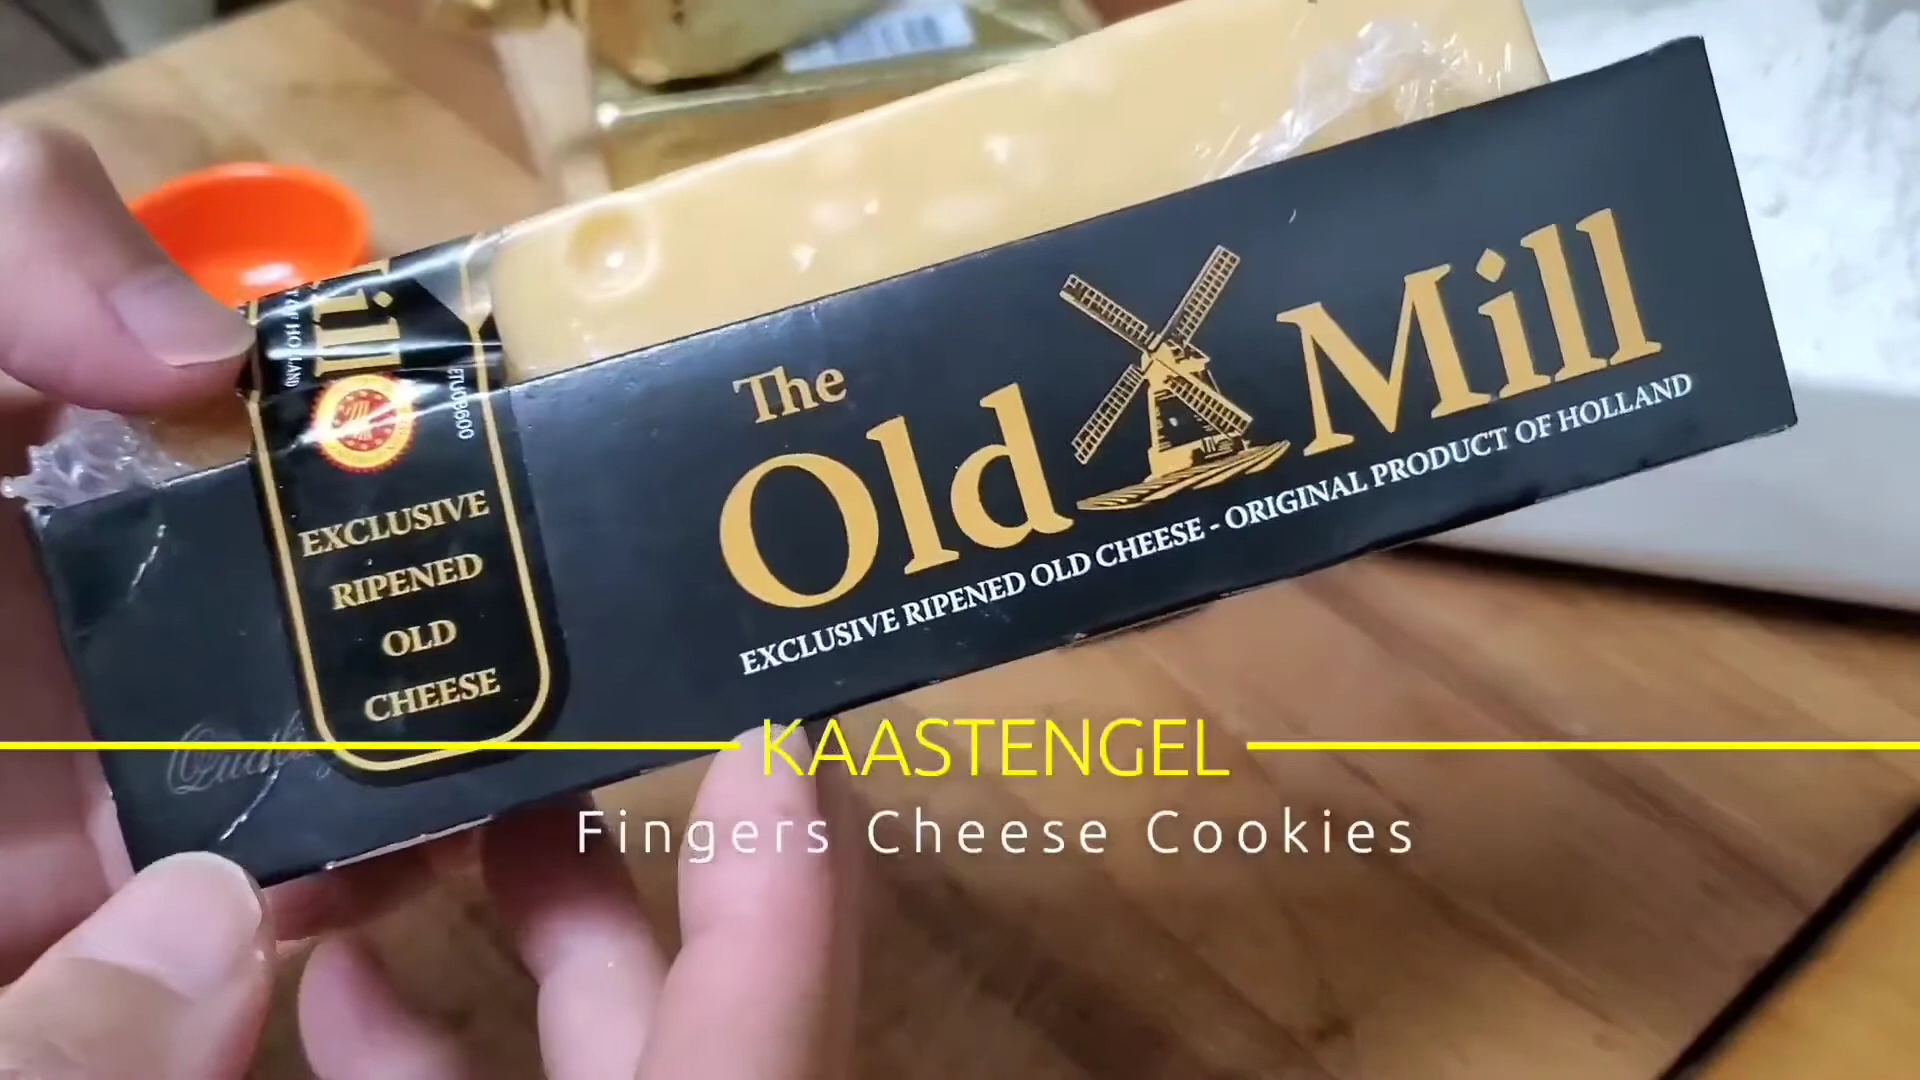 The
Old Mill
EXCLUSIVE RIPENED OLD CHEESE - ORIGINAL PRODUCT OF HOLLAND
EXCLUSIVE
RIPENED
OLD
CHEESE
Quality
KAASTENGEL
Fingers Cheese Cookies